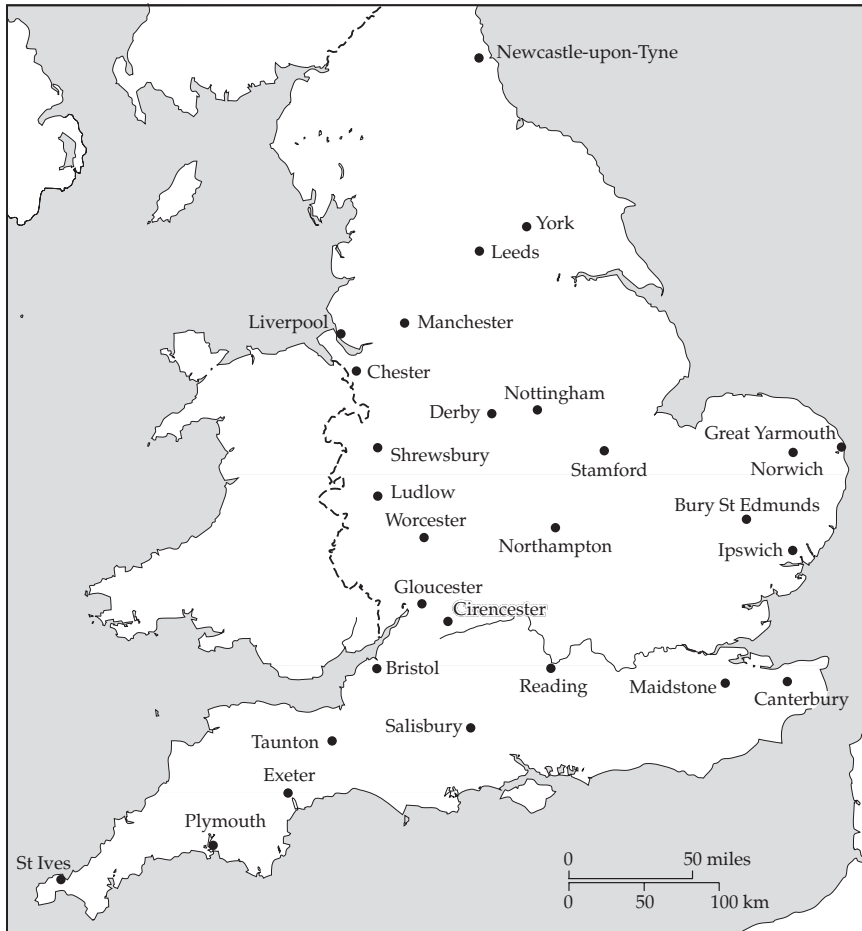 Newcastle-upon-Tyne
York
Leeds
Liverpool
Manchester
Chester
Nottingham
Derby
Great Yarmouth
Shrewsbury
Stamford
Norwich
Ludlow
Bury St Edmunds
Worcester
Northampton
Ipswich
Gloucester
Cirencester
Bristol
Reading
Maidstone
Canterbury
Salisbury
Taunton
Exeter
Plymouth
St Ives
0 50 miles
0 50 100 km